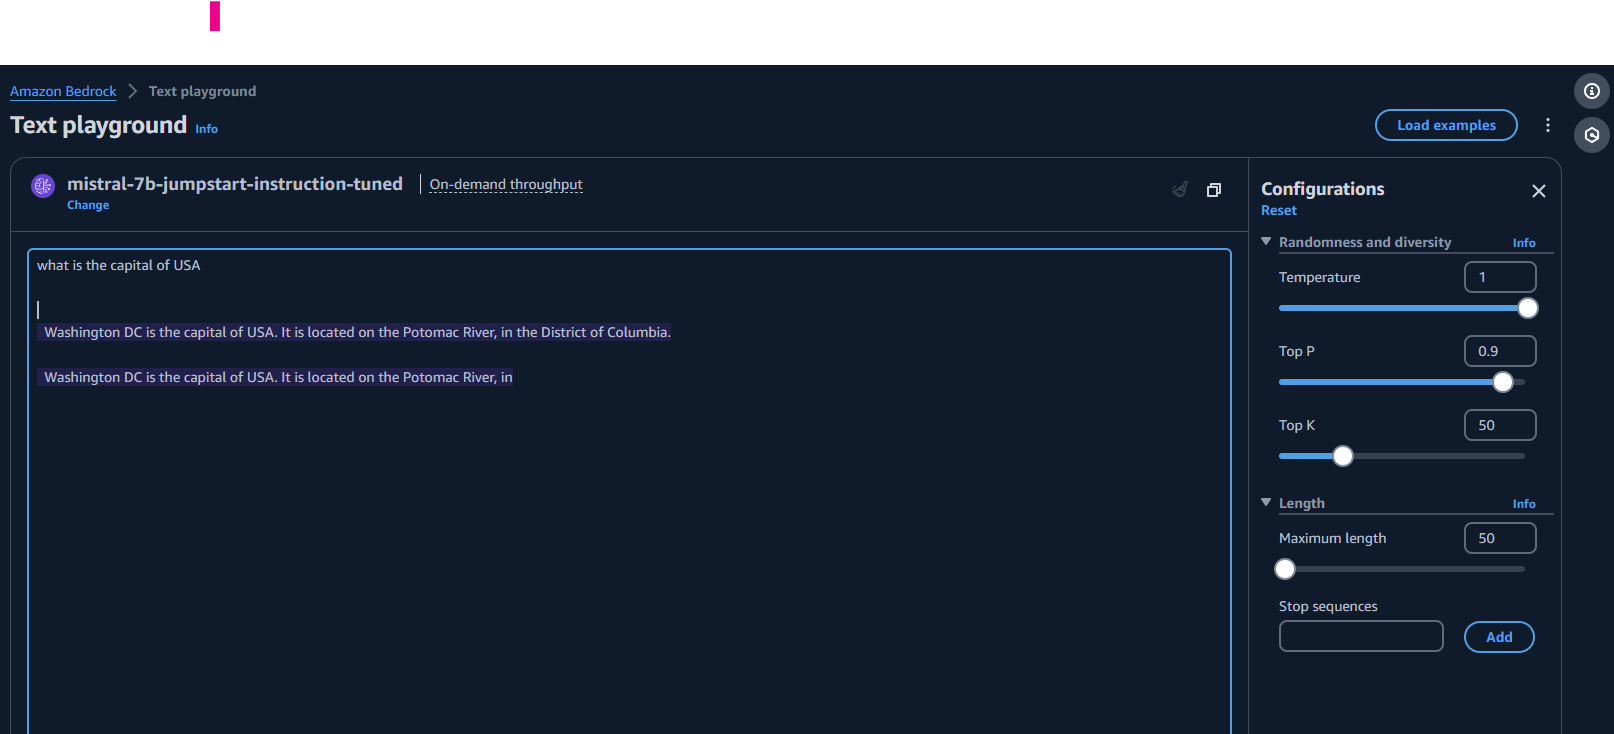 Amazon Bedrock > Text playground
Text playground Info
Load examples
mistral-7b-jumpstart-instruction-tuned | On-demand throughput
Change
what is the capital of USA
Washington DC is the capital of USA. It is located on the Potomac River, in the District of Columbia.
Washington DC is the capital of USA. It is located on the Potomac River, in
Configurations
Reset
Randomness and diversity Info
Temperature 1
Top P 0.9
Top K 50
Length Info
Maximum length 50
Stop sequences
Add